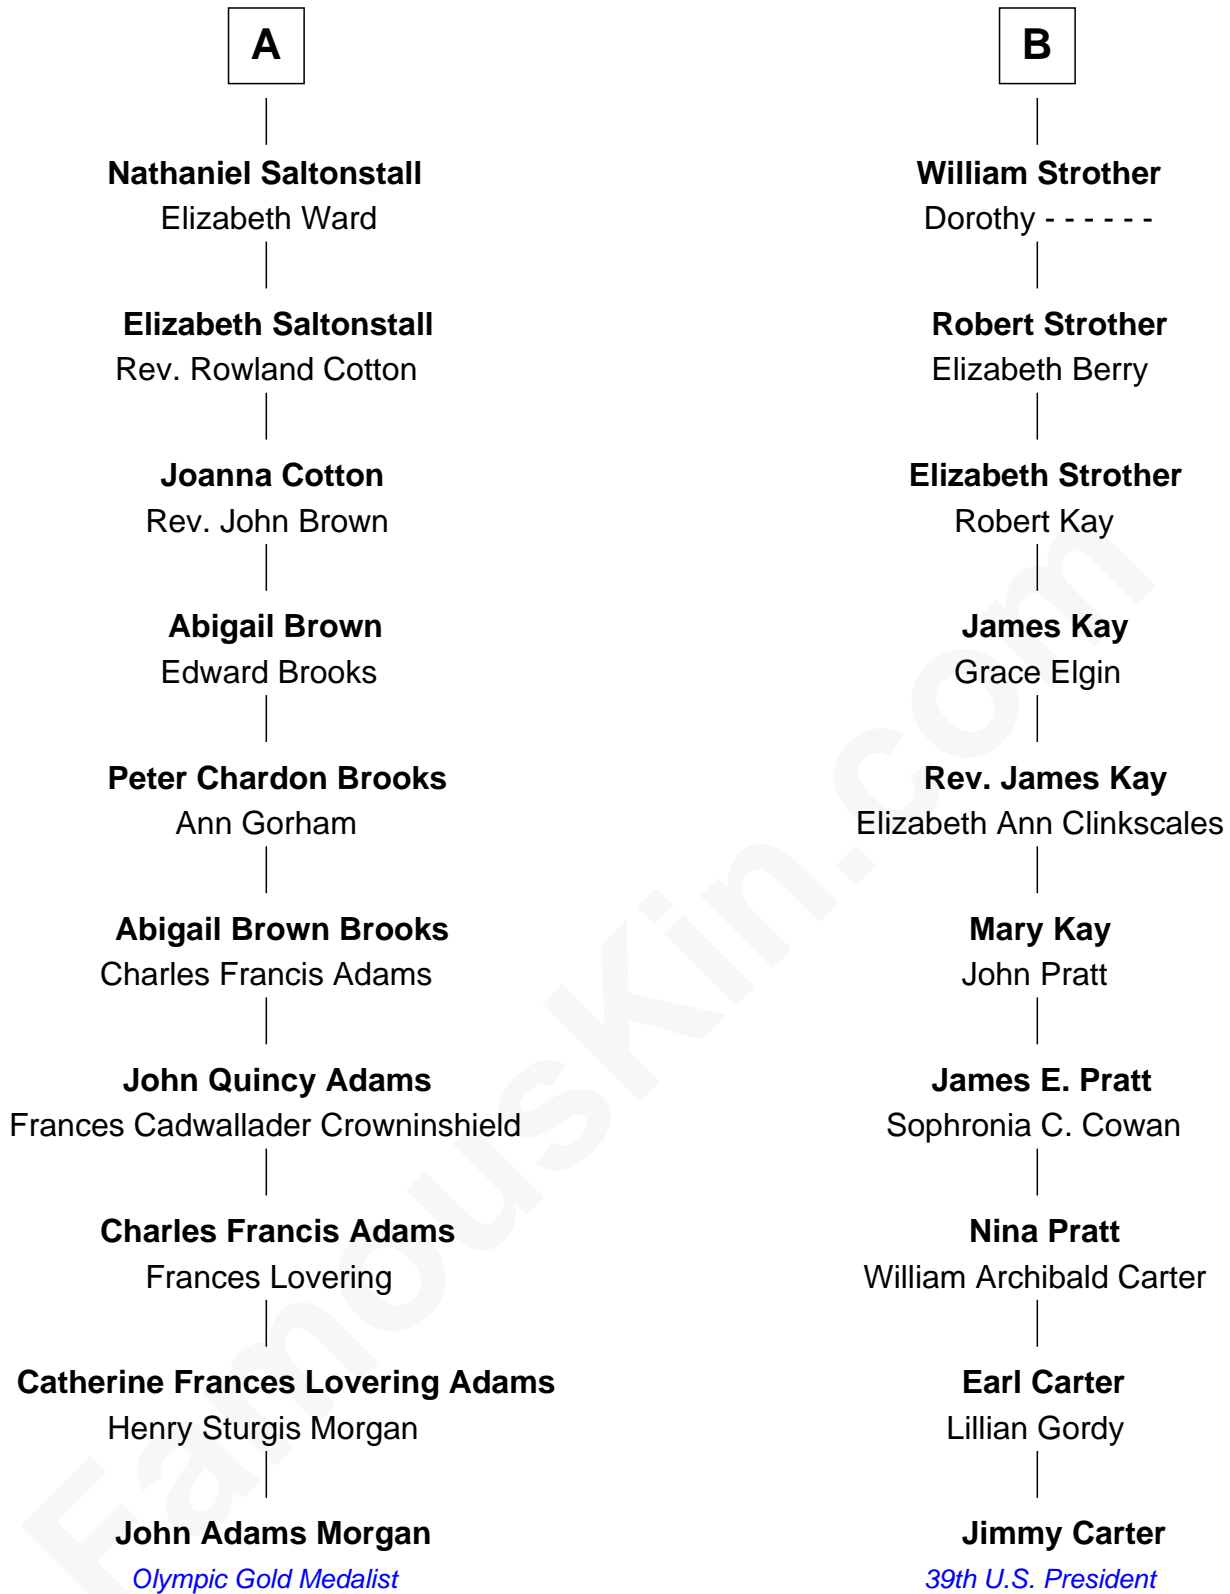 A
B
Nathaniel Saltonstall
Elizabeth Ward
William Strother
Dorothy - - - - - -
Elizabeth Saltonstall
Rev. Rowland Cotton
Robert Strother
Elizabeth Berry
Joanna Cotton
Rev. John Brown
Elizabeth Strother
Robert Kay
Abigail Brown
Edward Brooks
James Kay
Grace Elgin
Peter Chardon Brooks
Ann Gorham
Rev. James Kay
Elizabeth Ann Clinkscales
Abigail Brown Brooks
Charles Francis Adams
Mary Kay
John Pratt
John Quincy Adams
Frances Cadwallader Crowninshield
James E. Pratt
Sophronia C. Cowan
Charles Francis Adams
Frances Lovering
Nina Pratt
William Archibald Carter
Catherine Frances Lovering Adams
Henry Sturgis Morgan
Earl Carter
Lillian Gordy
John Adams Morgan
Olympic Gold Medalist
Jimmy Carter
39th U.S. President
FamousKin.com